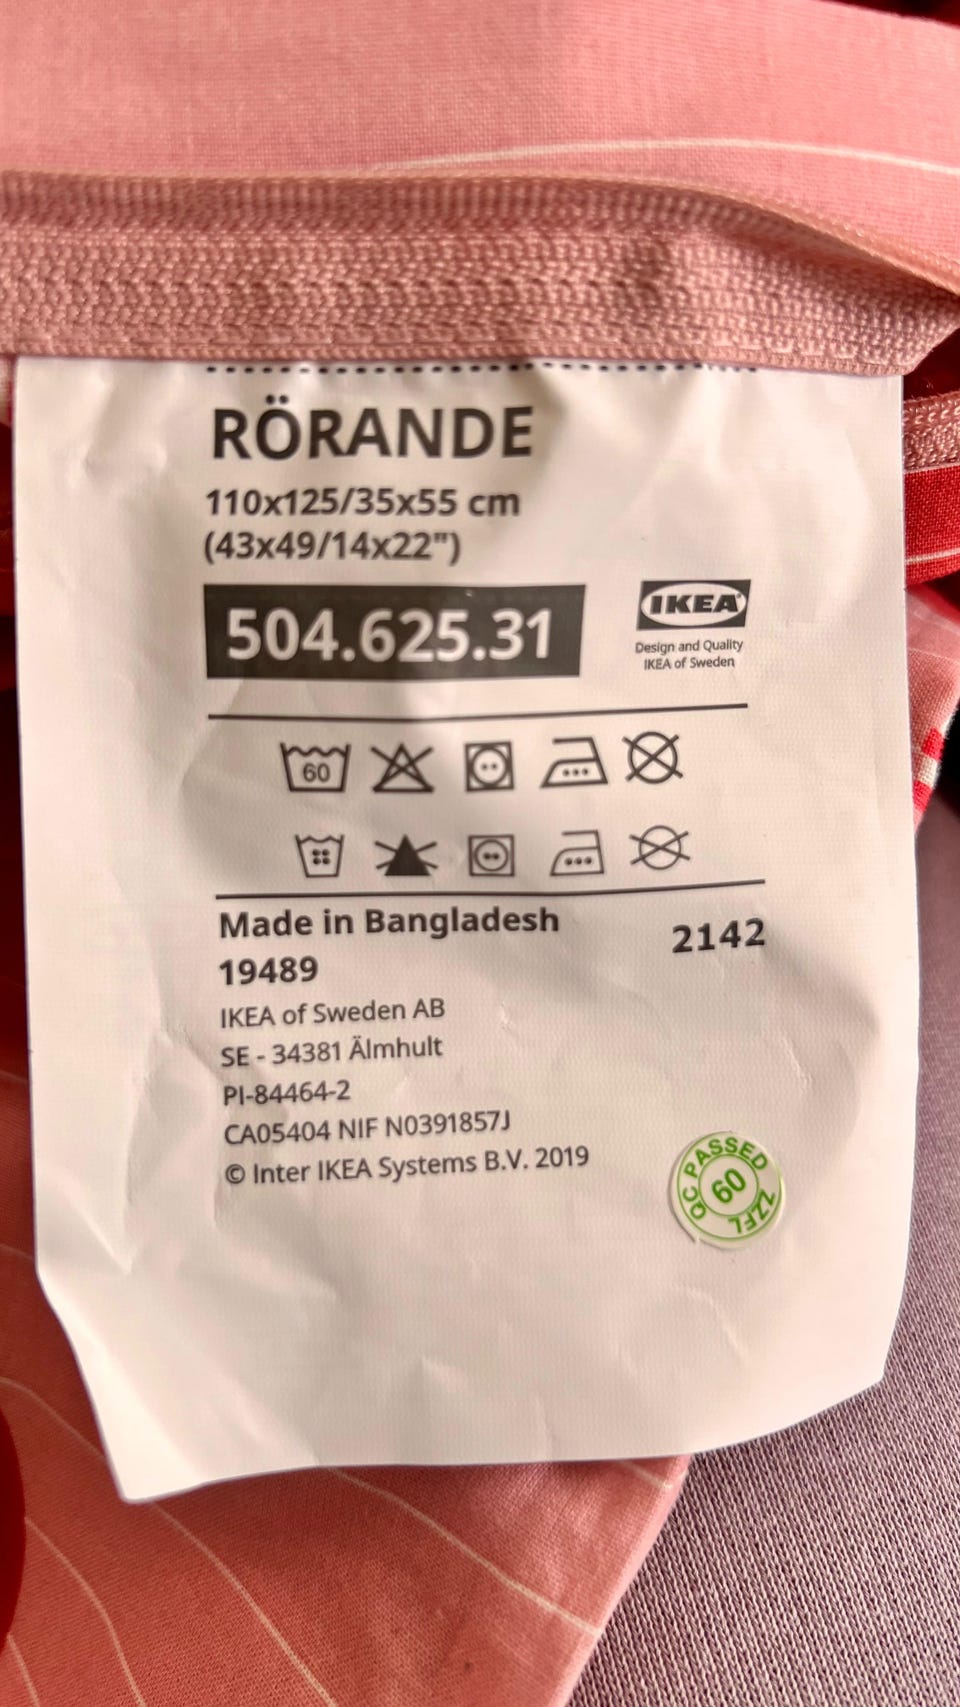 RÖRANDE
110x125/35x55 cm
(43x49/14x22")
504.625.31
IKEA
Design and Quality
IKEA of Sweden
60
Made in Bangladesh
2142
19489
IKEA of Sweden AB
SE - 34381 Älmhult
PI-84464-2
CA05404 NIF N0391857J
© Inter IKEA Systems B.V. 2019
QC PASSED
60
ZZFL